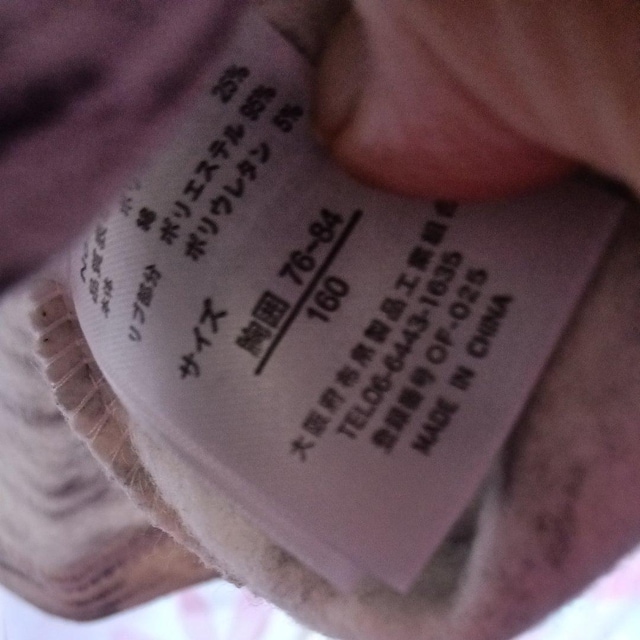 リブ部分 綿
ポリエステル
ポリウレタン 5%
サイズ
胸囲 76~84
160
大阪府布帛製品工業組
TEL06-6443-1635
登録番号 OF-025
MADE IN CHINA